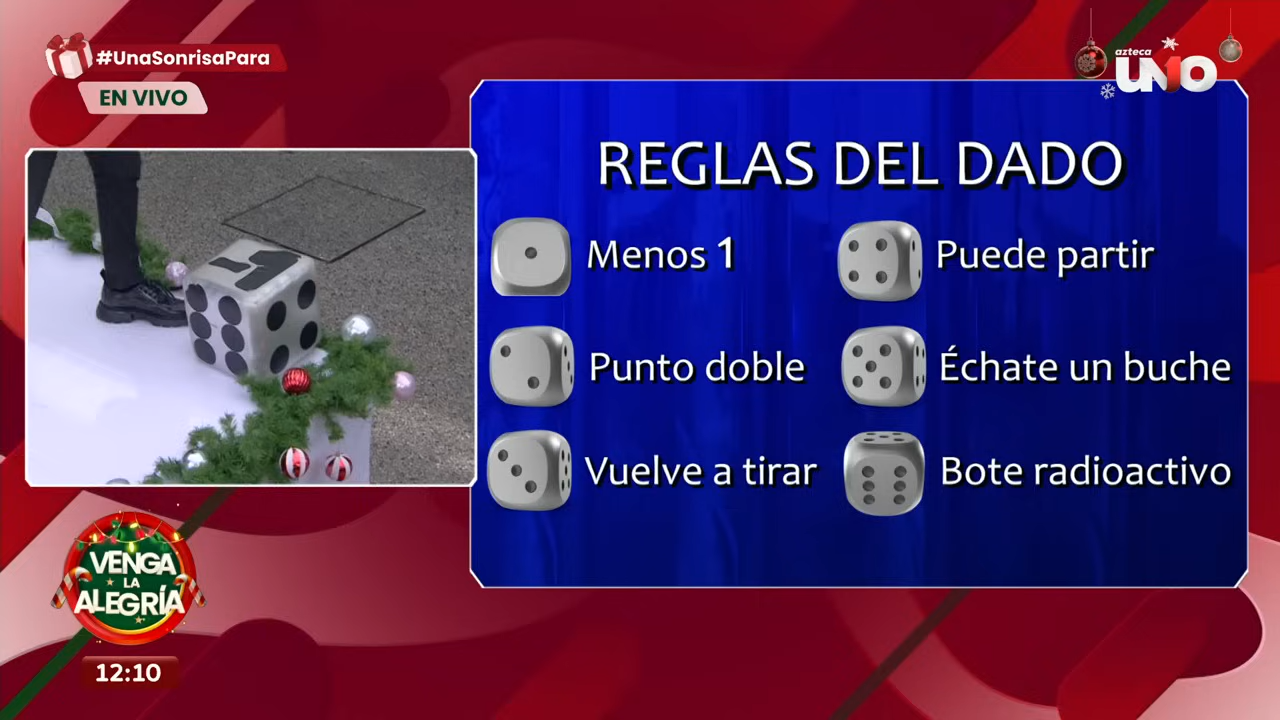 #UnaSonrisaPara
EN VIVO
azteca
UNO
REGLAS DEL DADO
Menos 1
Puede partir
Punto doble
Échate un buche
Vuelve a tirar
Bote radioactivo
-1
VENGA
LA
ALEGRÍA
12:10